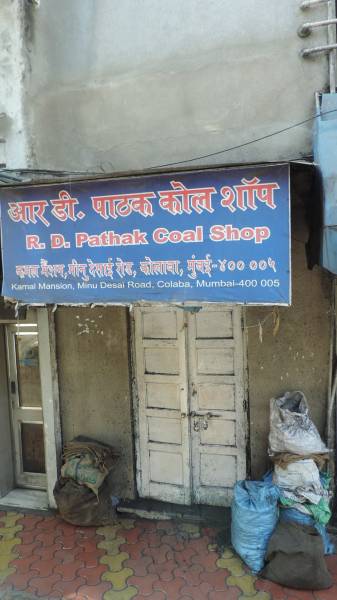 आर डी. पाठक कोल शॉप
R. D. Pathak Coal Shop
कमल मेंशन, मीनू देसाई रोड, कोलाबा, मुंबई-४०० ००५
Kamal Mansion, Minu Desai Road, Colaba, Mumbai-400 005